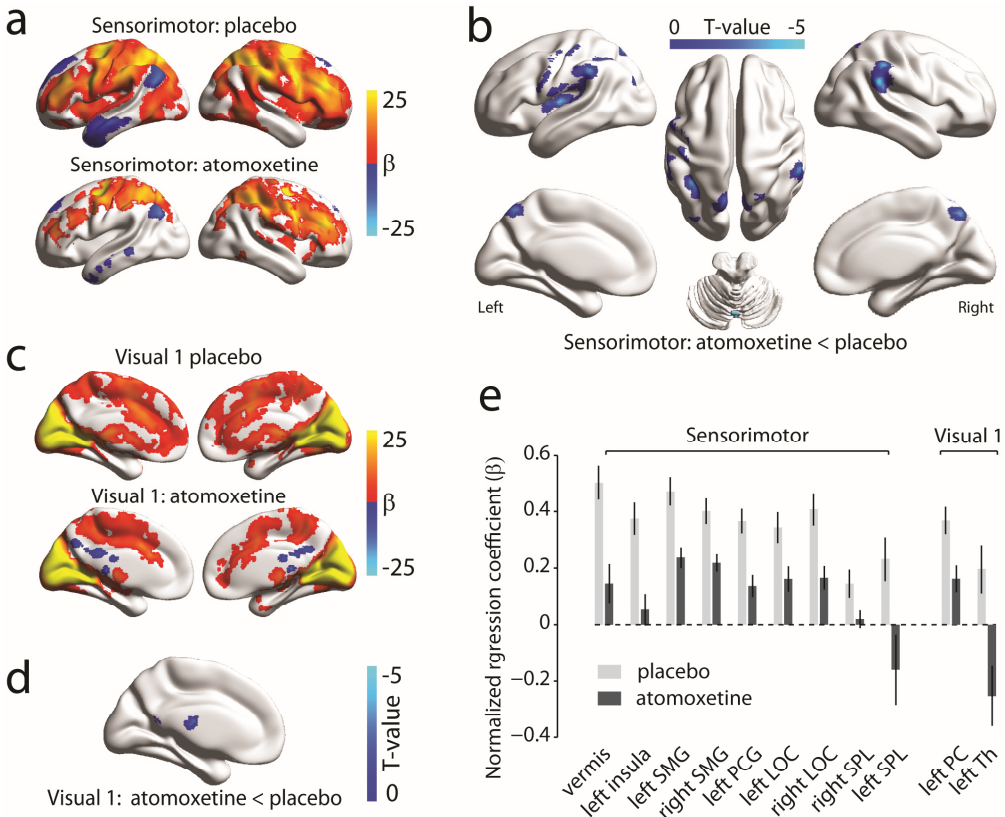 a
Sensorimotor: placebo
25
β
-25
Sensorimotor: atomoxetine
b
0 T-value -5
Left
Right
Sensorimotor: atomoxetine < placebo
c
Visual 1 placebo
25
β
-25
Visual 1: atomoxetine
d
-5
T-value
0
Visual 1: atomoxetine < placebo
e
Sensorimotor
Visual 1
Normalized rgression coefficient (β)
0.6
0.4
0.2
0
−0.2
−0.4
placebo
atomoxetine
vermis
left insula
left SMG
right SMG
left PCG
left LOC
right LOC
right SPL
left SPL
left PC
left Th